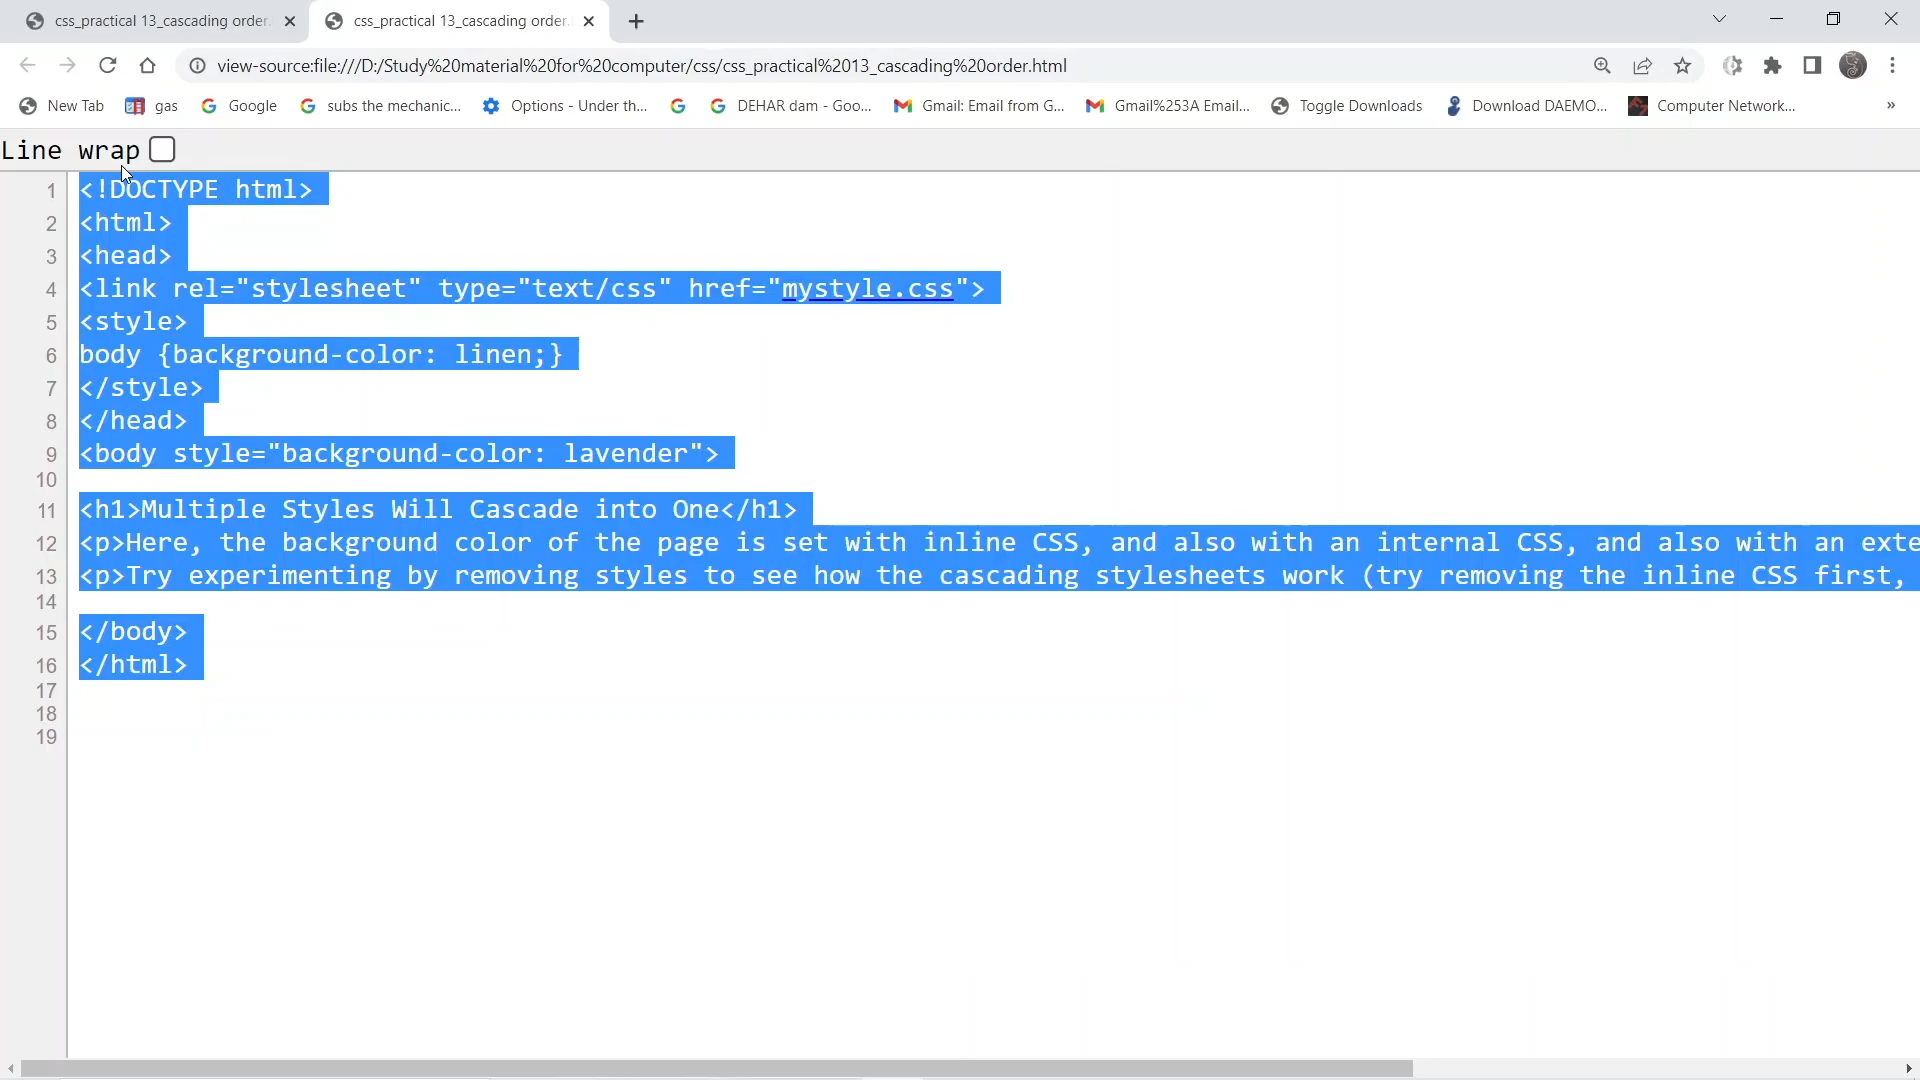 css_practical 13_cascading order.
css_practical 13_cascading order.
view-source:file:///D:/Study%20material%20for%20computer/css/css_practical%2013_cascading%20order.html
New Tab gas Google subs the mechanic... Options - Under th... DEHAR dam - Goo... Gmail: Email from G... Gmail%253A Email... Toggle Downloads Download DAEMO... Computer Network... »
Line wrap
1 <!DOCTYPE html>
2 <html>
3 <head>
4 <link rel="stylesheet" type="text/css" href="mystyle.css">
5 <style>
6 body {background-color: linen;}
7 </style>
8 </head>
9 <body style="background-color: lavender">
10
11 <h1>Multiple Styles Will Cascade into One</h1>
12 <p>Here, the background color of the page is set with inline CSS, and also with an internal CSS, and also with an exte
13 <p>Try experimenting by removing styles to see how the cascading stylesheets work (try removing the inline CSS first,
14
15 </body>
16 </html>
17
18
19